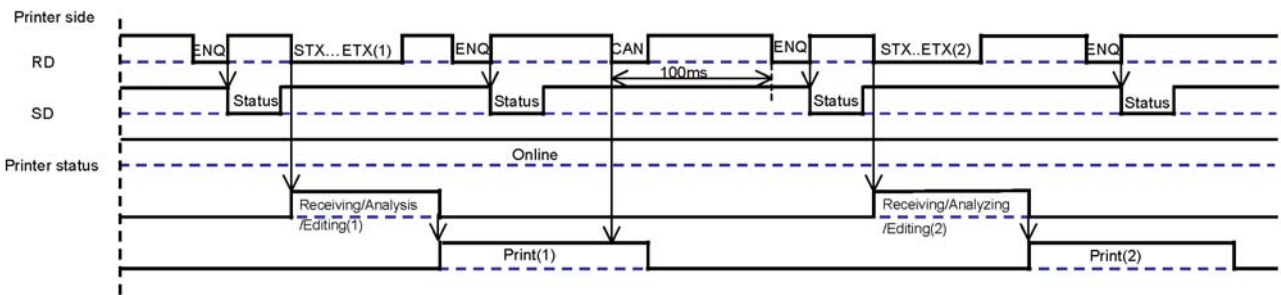 Printer side
RD
ENQ
STX...ETX(1)
ENQ
CAN
ENQ
STX..ETX(2)
ENQ
100ms
SD
Status
Status
Status
Status
Printer status
Online
Receiving/Analysis
/Editing(1)
Receiving/Analyzing
/Editing(2)
Print(1)
Print(2)